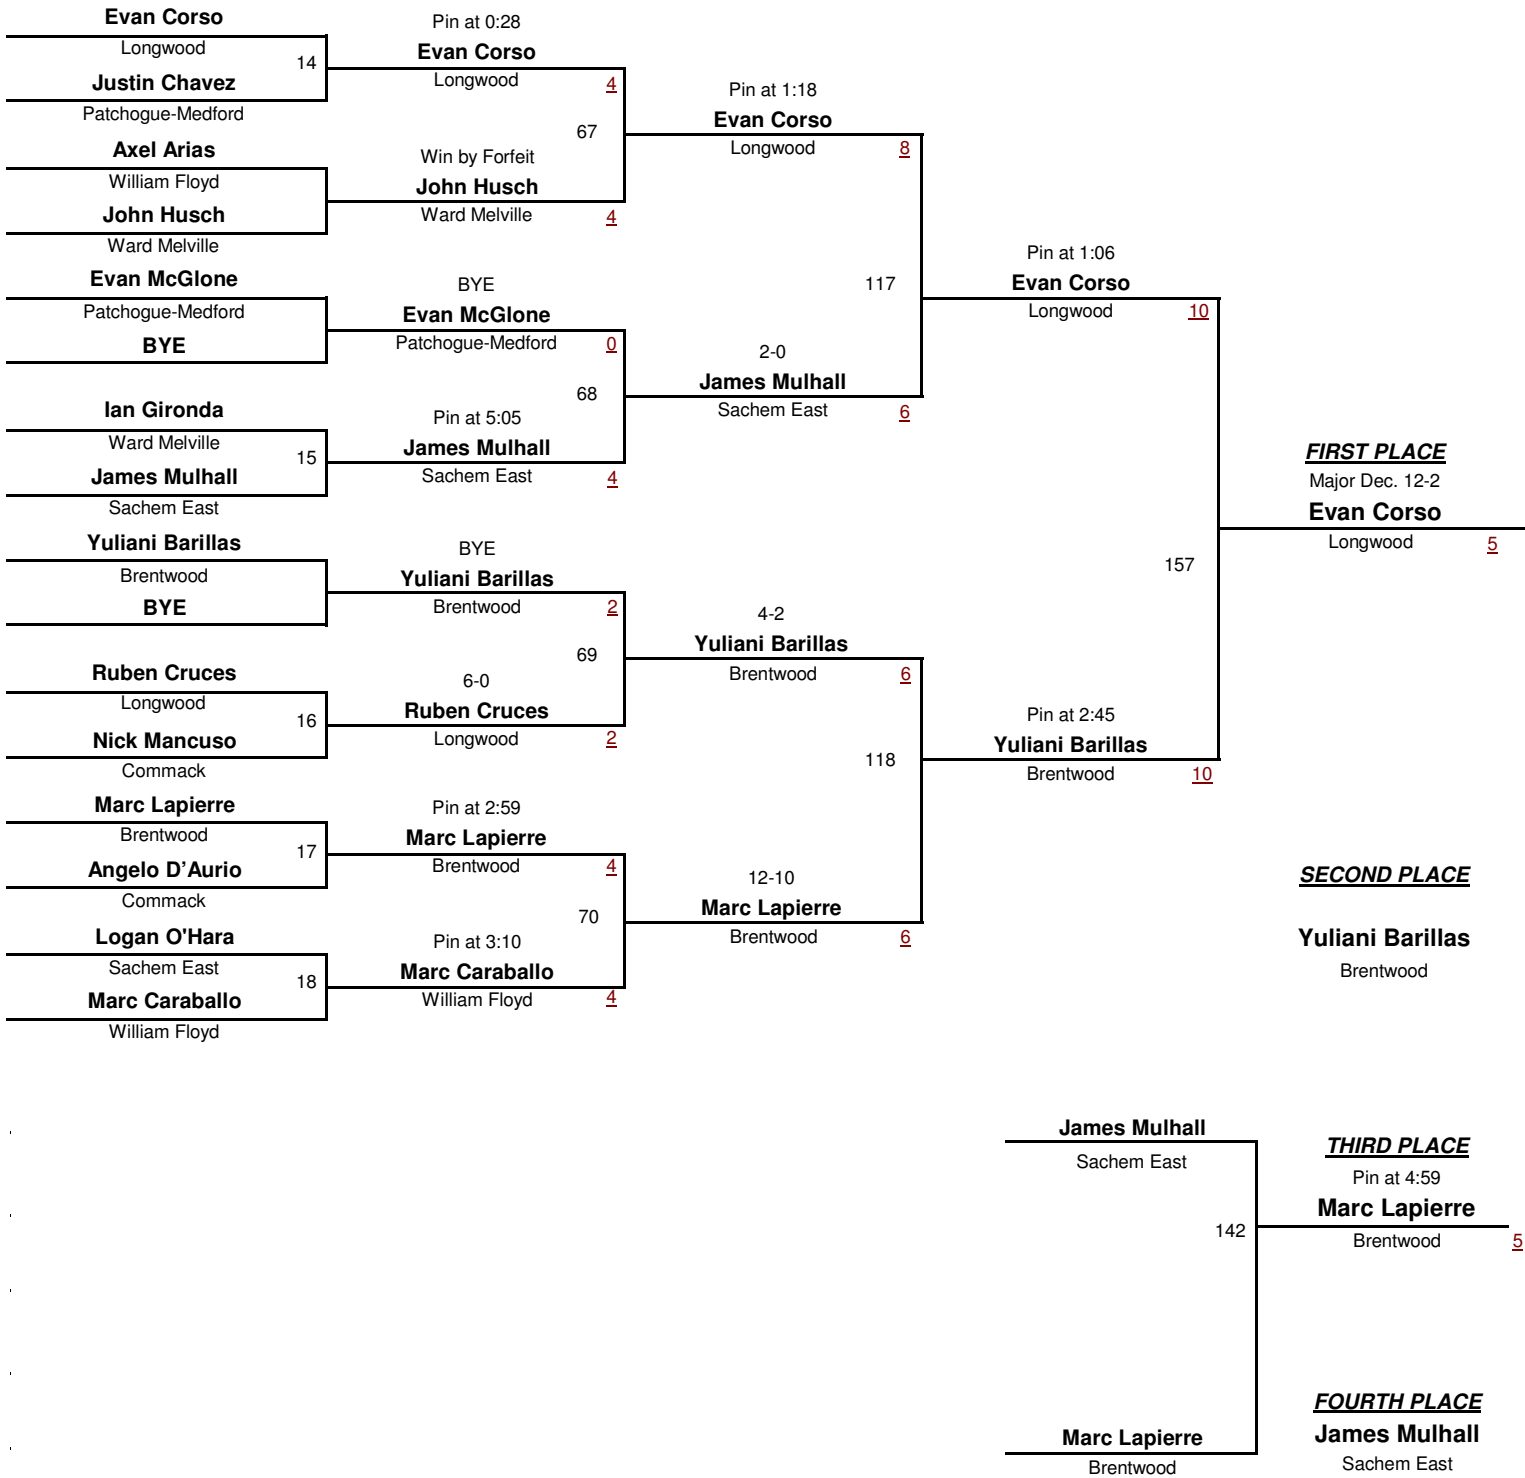 Evan Corso
Longwood
14
Justin Chavez
Patchogue-Medford
Axel Arias
William Floyd
John Husch
Ward Melville
Evan McGlone
Patchogue-Medford
BYE
Ian Gironda
Ward Melville
15
James Mulhall
Sachem East
Yuliani Barillas
Brentwood
BYE
Ruben Cruces
Longwood
16
Nick Mancuso
Commack
Marc Lapierre
Brentwood
17
Angelo D’Aurio
Commack
Logan O'Hara
Sachem East
18
Marc Caraballo
William Floyd
Pin at 0:28
Evan Corso
Longwood
4
67
Win by Forfeit
John Husch
Ward Melville
4
BYE
Evan McGlone
Patchogue-Medford
0
68
Pin at 5:05
James Mulhall
Sachem East
4
BYE
Yuliani Barillas
Brentwood
2
69
6-0
Ruben Cruces
Longwood
2
Pin at 2:59
Marc Lapierre
Brentwood
4
70
Pin at 3:10
Marc Caraballo
William Floyd
4
Pin at 1:18
Evan Corso
Longwood
8
117
2-0
James Mulhall
Sachem East
6
4-2
Yuliani Barillas
Brentwood
6
118
12-10
Marc Lapierre
Brentwood
6
Pin at 1:06
Evan Corso
Longwood
10
157
Pin at 2:45
Yuliani Barillas
Brentwood
10
FIRST PLACE
Major Dec. 12-2
Evan Corso
Longwood
5
SECOND PLACE
Yuliani Barillas
Brentwood
James Mulhall
Sachem East
142
Marc Lapierre
Brentwood
THIRD PLACE
Pin at 4:59
Marc Lapierre
Brentwood
5
FOURTH PLACE
James Mulhall
Sachem East